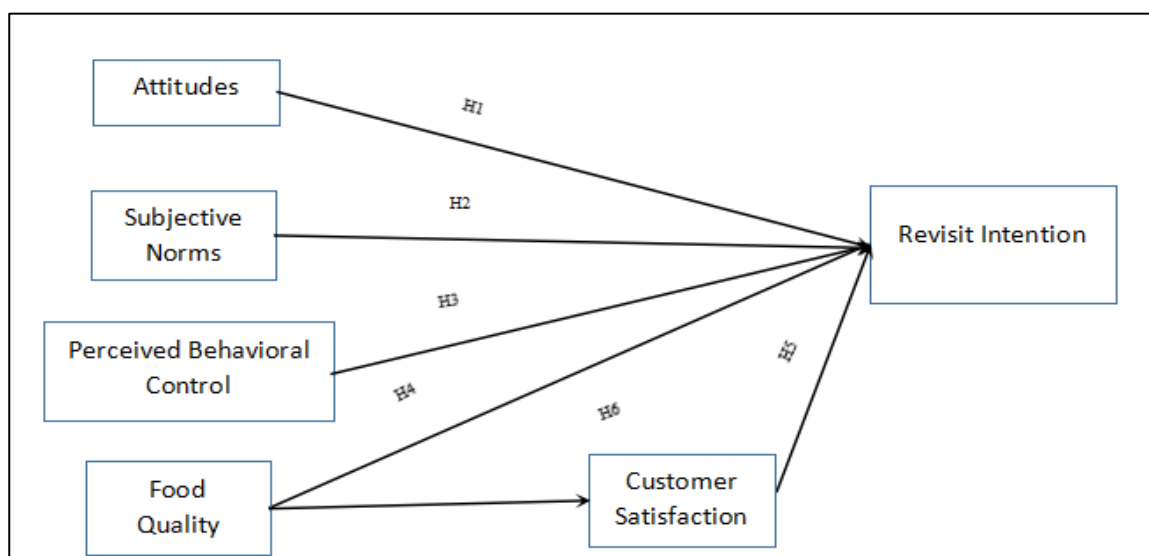 Attitudes
H1
Subjective
Norms
H2
Revisit Intention
H3
Perceived Behavioral
Control
H4
H5
H6
Food
Quality
Customer
Satisfaction